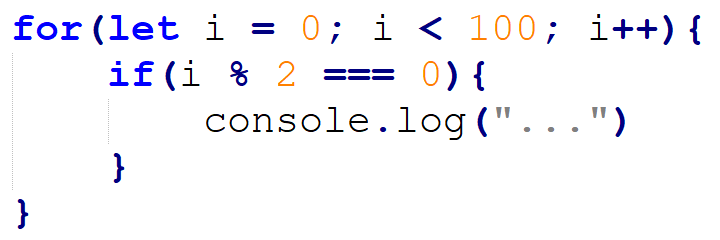 for(let i = 0; i < 100; i++){
    if(i % 2 === 0){
        console.log("...")
    }
}